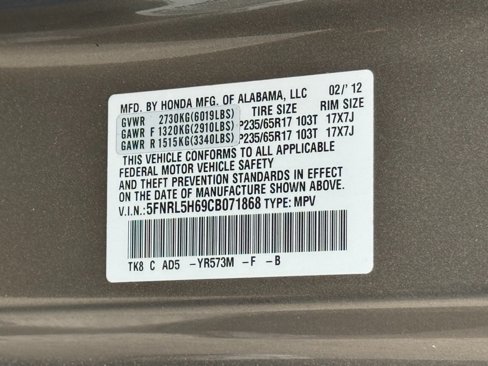 MFD. BY HONDA MFG. OF ALABAMA, LLC 02/'12
GVWR 2730KG(6019LBS) TIRE SIZE RIM SIZE
GAWR F 1320KG(2910LBS) P235/65R17 103T 17X7J
GAWR R 1515KG(3340LBS) P235/65R17 103T 17X7J
THIS VEHICLE CONFORMS TO ALL APPLICABLE
FEDERAL MOTOR VEHICLE SAFETY
AND THEFT PREVENTION STANDARDS IN EFFECT
ON THE DATE OF MANUFACTURE SHOWN ABOVE.
V.I.N.:5FNRL5H69CB071868 TYPE: MPV
TK8 C AD5 -YR573M -F -B